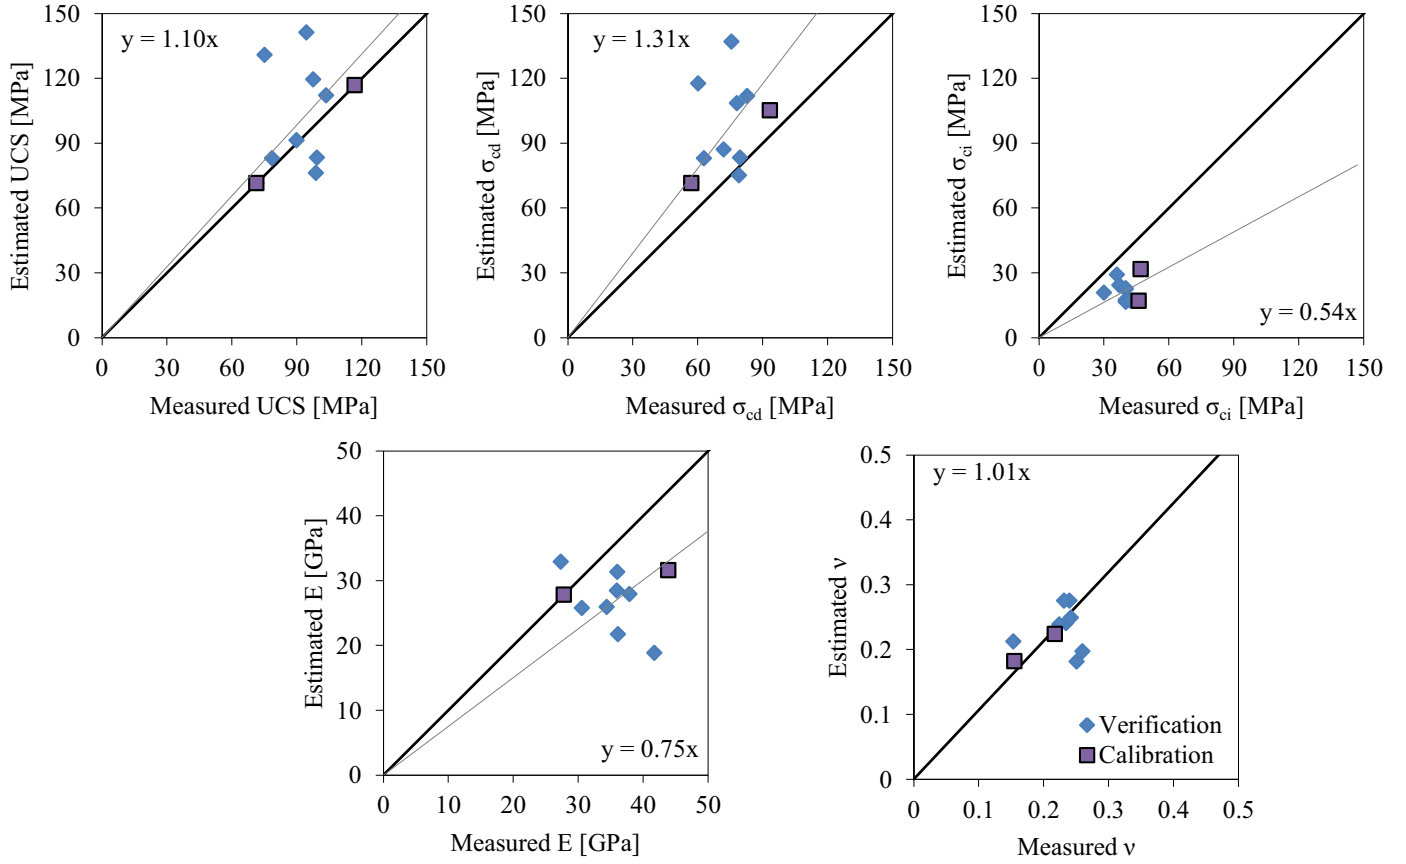 150
120
90
60
30
0
Estimated UCS [MPa]
y = 1.10x
0 30 60 90 120 150
Measured UCS [MPa]
150
120
90
60
30
0
Estimated σcd [MPa]
y = 1.31x
0 30 60 90 120 150
Measured σcd [MPa]
150
120
90
60
30
0
Estimated σci [MPa]
y = 0.54x
0 30 60 90 120 150
Measured σci [MPa]
50
40
30
20
10
0
Estimated E [GPa]
y = 0.75x
0 10 20 30 40 50
Measured E [GPa]
0.5
0.4
0.3
0.2
0.1
0
Estimated ν
y = 1.01x
Verification
Calibration
0 0.1 0.2 0.3 0.4 0.5
Measured ν